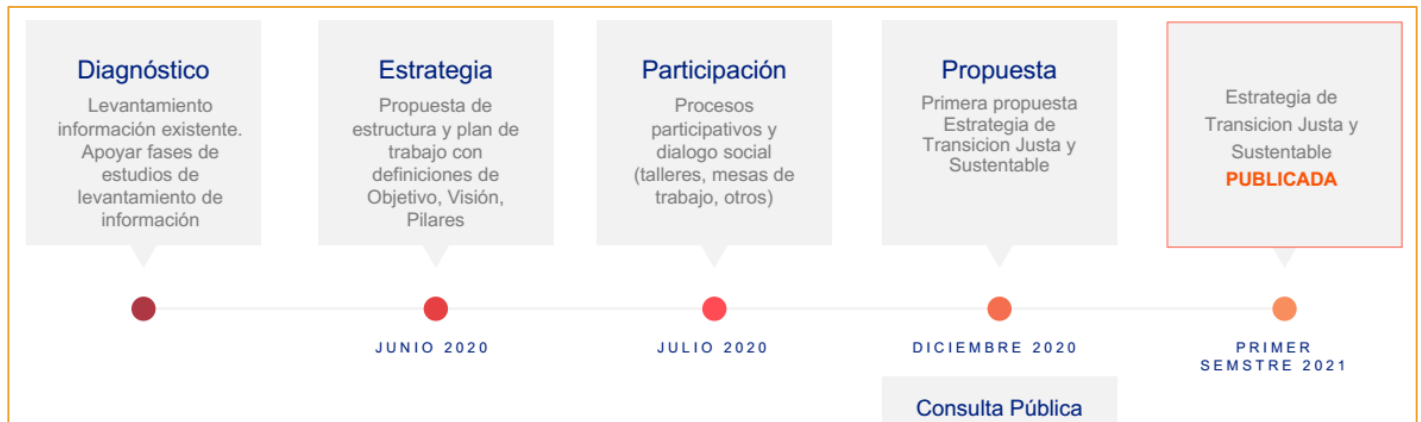 Diagnóstico
Levantamiento
información existente.
Apoyar fases de
estudios de
levantamiento de
información
Estrategia
Propuesta de
estructura y plan de
trabajo con
definiciones de
Objetivo, Visión,
Pilares
JUNIO 2020
Participación
Procesos
participativos y
dialogo social
(talleres, mesas de
trabajo, otros)
JULIO 2020
Propuesta
Primera propuesta
Estrategia de
Transicion Justa y
Sustentable
DICIEMBRE 2020
Consulta Pública
Estrategia de
Transicion Justa y
Sustentable
PUBLICADA
PRIMER
SEMSTRE 2021